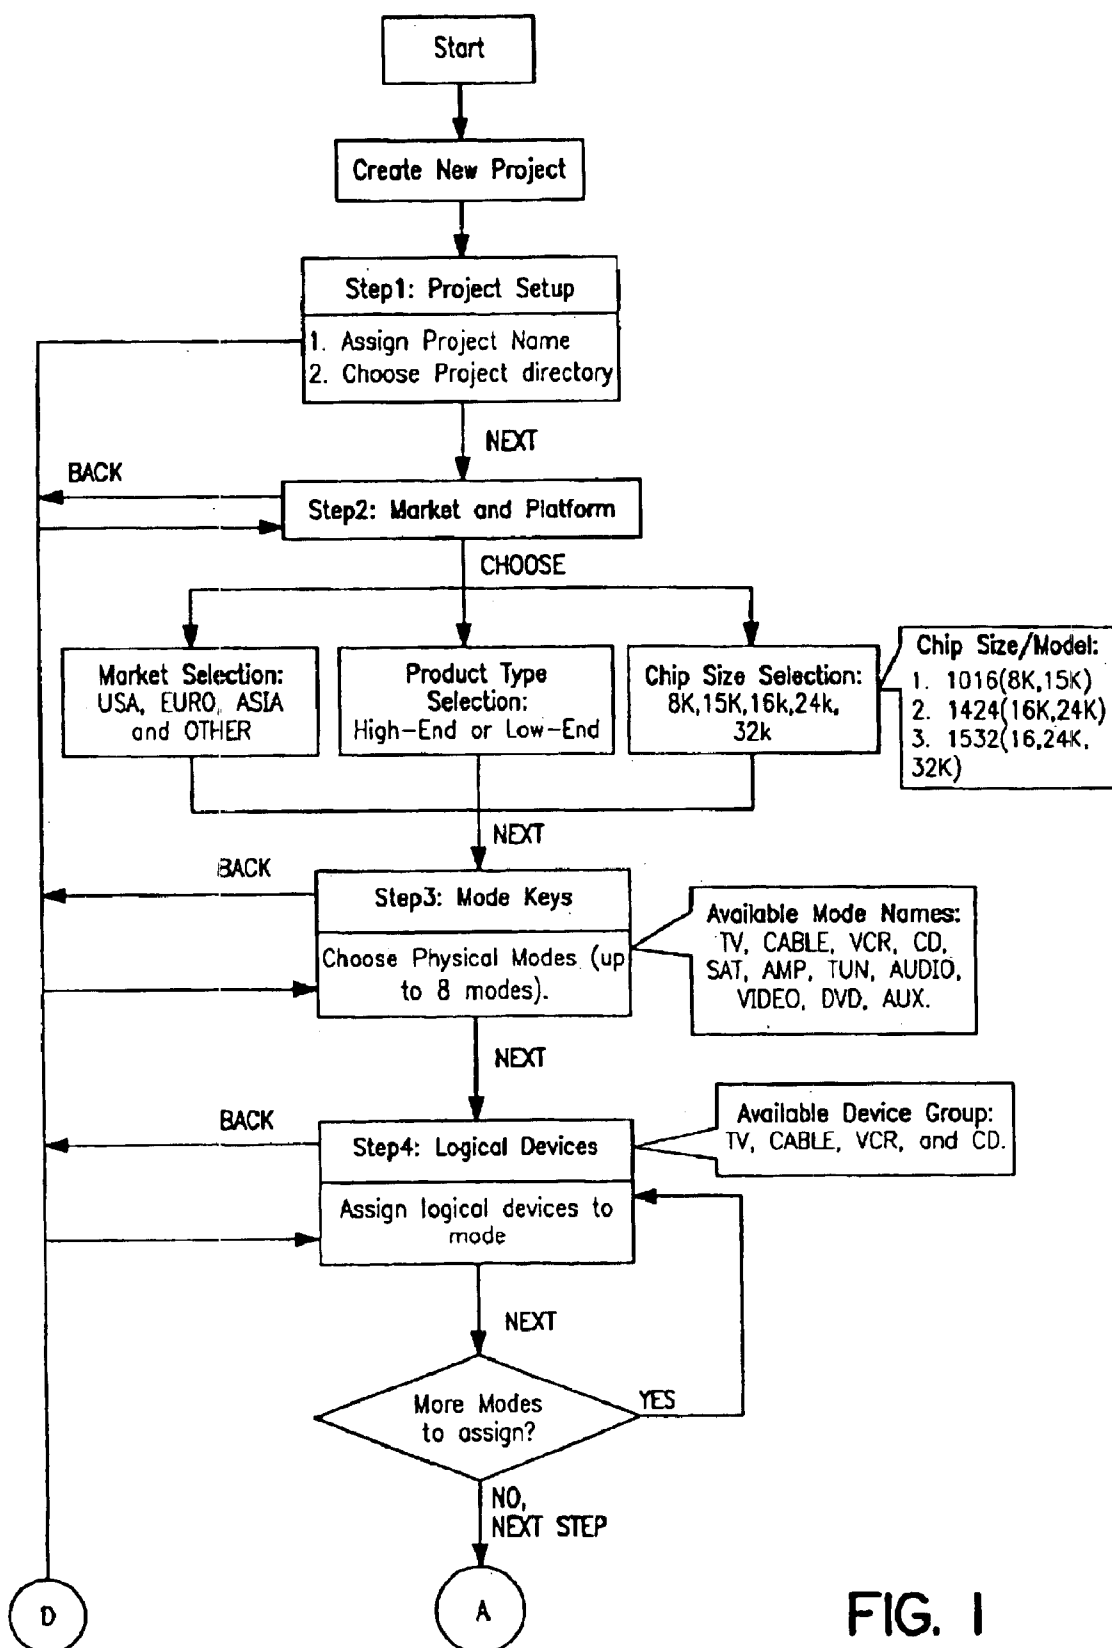 Start
Create New Project
Step1: Project Setup
1. Assign Project Name
2. Choose Project directory
NEXT
BACK
Step2: Market and Platform
CHOOSE
Market Selection:
USA, EURO, ASIA
and OTHER
Product Type
Selection:
High-End or Low-End
Chip Size Selection:
8K,15K,16k,24k,
32k
Chip Size/Model:
1. 1016(8K,15K)
2. 1424(16K,24K)
3. 1532(16,24K,
32K)
NEXT
BACK
Step3: Mode Keys
Choose Physical Modes (up
to 8 modes).
Available Mode Names:
TV, CABLE, VCR, CD,
SAT, AMP, TUN, AUDIO,
VIDEO, DVD, AUX.
NEXT
BACK
Step4: Logical Devices
Assign logical devices to
mode
Available Device Group:
TV, CABLE, VCR, and CD.
NEXT
More Modes
to assign?
YES
NO,
NEXT STEP
D
A
FIG. 1